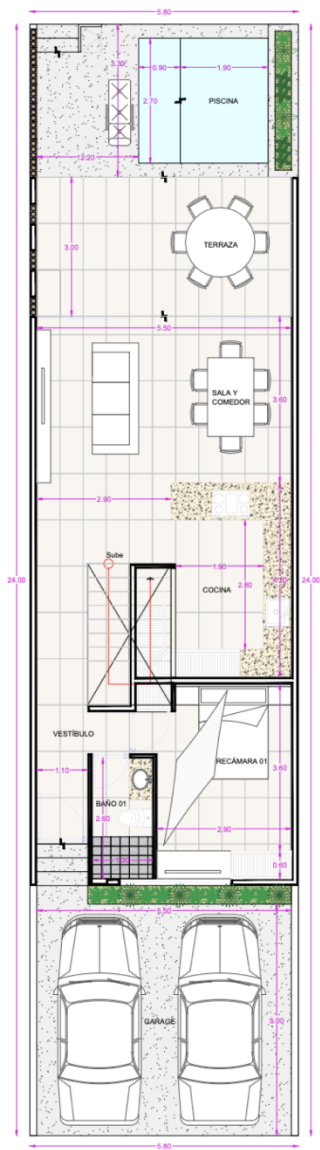 5.80
3.30
0.90
1.90
2.70
PISCINA
2.20
3.00
TERRAZA
5.50
SALA Y
COMEDOR
3.60
2.90
Sube
1.80
2.80
24.00
24.00
COCINA
VESTÍBULO
RECÁMARA 01
3.60
1.10
BAÑO 01
2.60
2.90
0.60
5.50
5.00
GARAGE
5.80